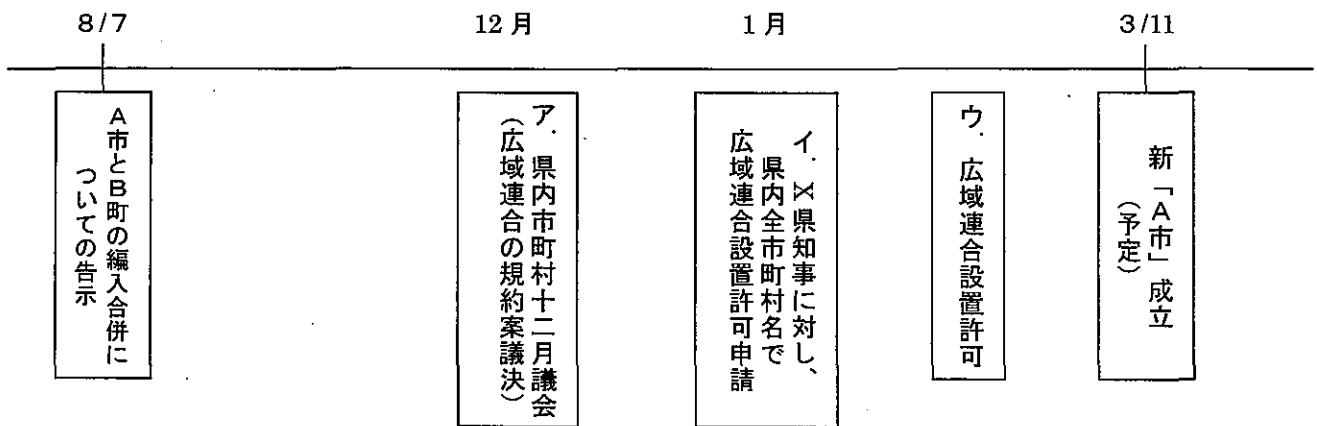 8/7
12月
1月
3/11
A市とB町の編入合併に
ついての告示
ア.県内市町村十二月議会
(広域連合の規約案議決)
イ.X県知事に対し、
県内全市町村名で
広域連合設置許可申請
ウ.広域連合設置許可
新「A市」成立
(予定)